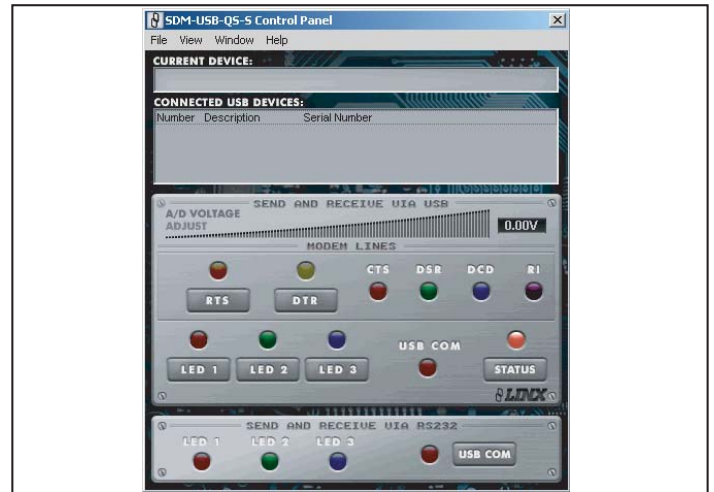 SDM-USB-QS-S Control Panel
File View Window Help
CURRENT DEVICE:
CONNECTED USB DEVICES:
Number Description Serial Number
SEND AND RECEIVE VIA USB
A/D VOLTAGE
ADJUST
0.00V
MODEM LINES
CTS DSR DCD RI
RTS DTR
USB COM
LED 1 LED 2 LED 3 STATUS
LINX
SEND AND RECEIVE VIA RS232
LED 1 LED 2 LED 3
USB COM